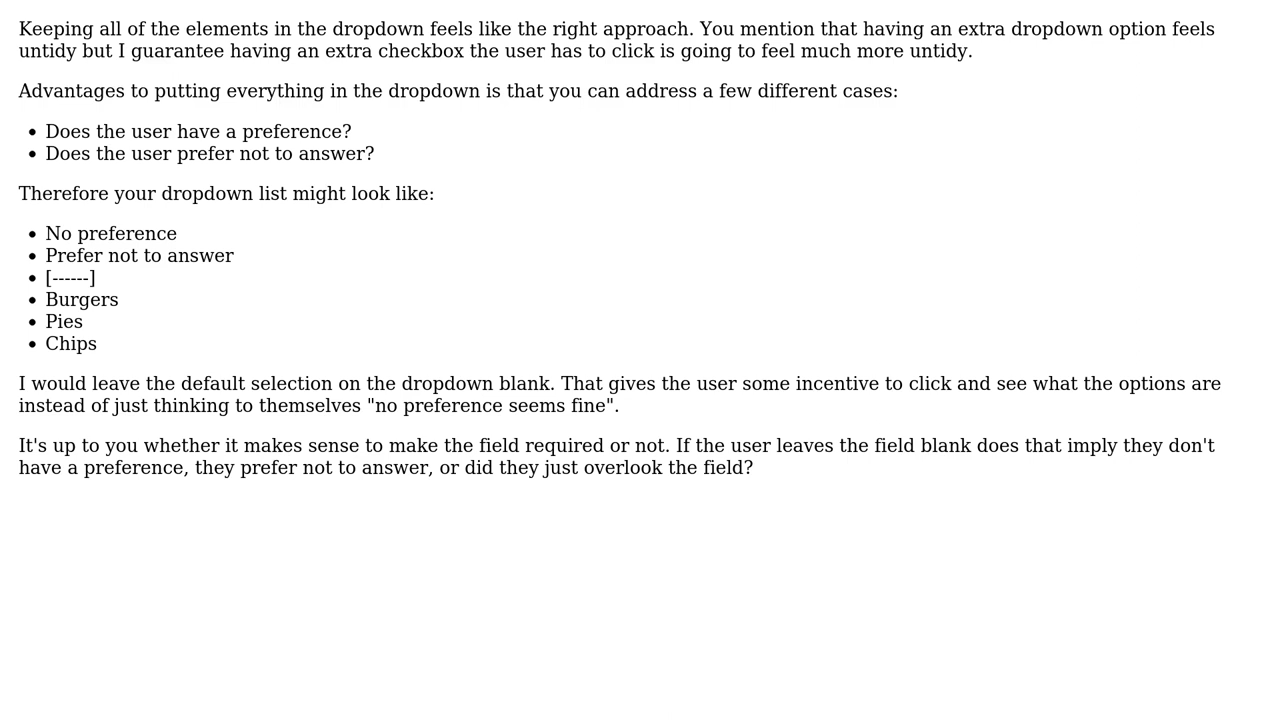 Keeping all of the elements in the dropdown feels like the right approach. You mention that having an extra dropdown option feels
untidy but I guarantee having an extra checkbox the user has to click is going to feel much more untidy.
Advantages to putting everything in the dropdown is that you can address a few different cases:
• Does the user have a preference?
• Does the user prefer not to answer?
Therefore your dropdown list might look like:
• No preference
• Prefer not to answer
• [------]
• Burgers
• Pies
• Chips
I would leave the default selection on the dropdown blank. That gives the user some incentive to click and see what the options are
instead of just thinking to themselves "no preference seems fine".
It's up to you whether it makes sense to make the field required or not. If the user leaves the field blank does that imply they don't
have a preference, they prefer not to answer, or did they just overlook the field?